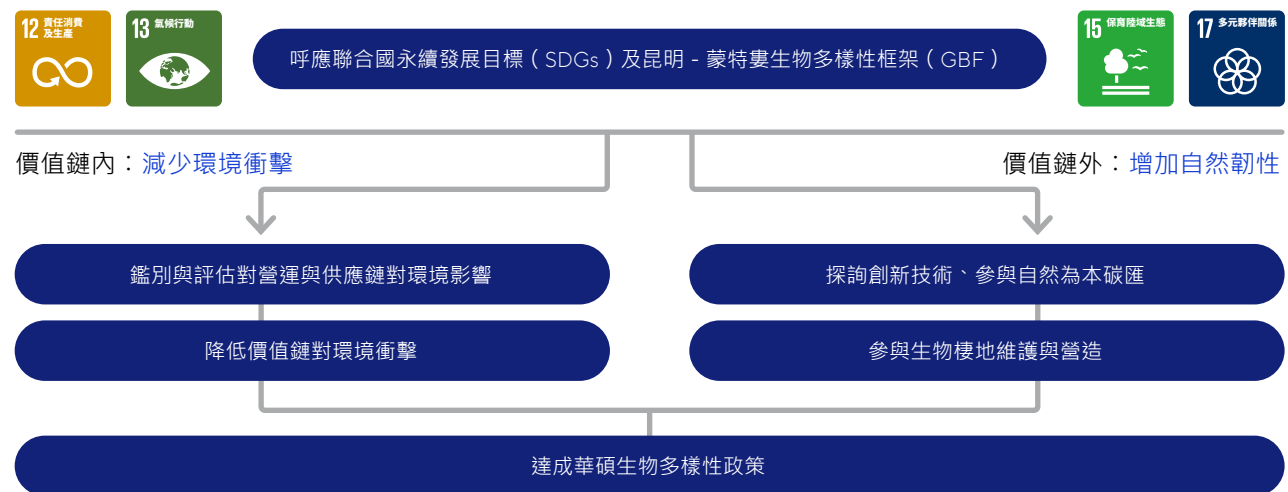 12 責任消費
及生產
13 氣候行動
呼應聯合國永續發展目標（SDGs）及昆明 - 蒙特婁生物多樣性框架（GBF）
15 保育陸域生態
17 多元夥伴關係
價值鏈內：減少環境衝擊
價值鏈外：增加自然韌性
鑑別與評估對營運與供應鏈對環境影響
探詢創新技術、參與自然為本碳匯
降低價值鏈對環境衝擊
參與生物棲地維護與營造
達成華碩生物多樣性政策